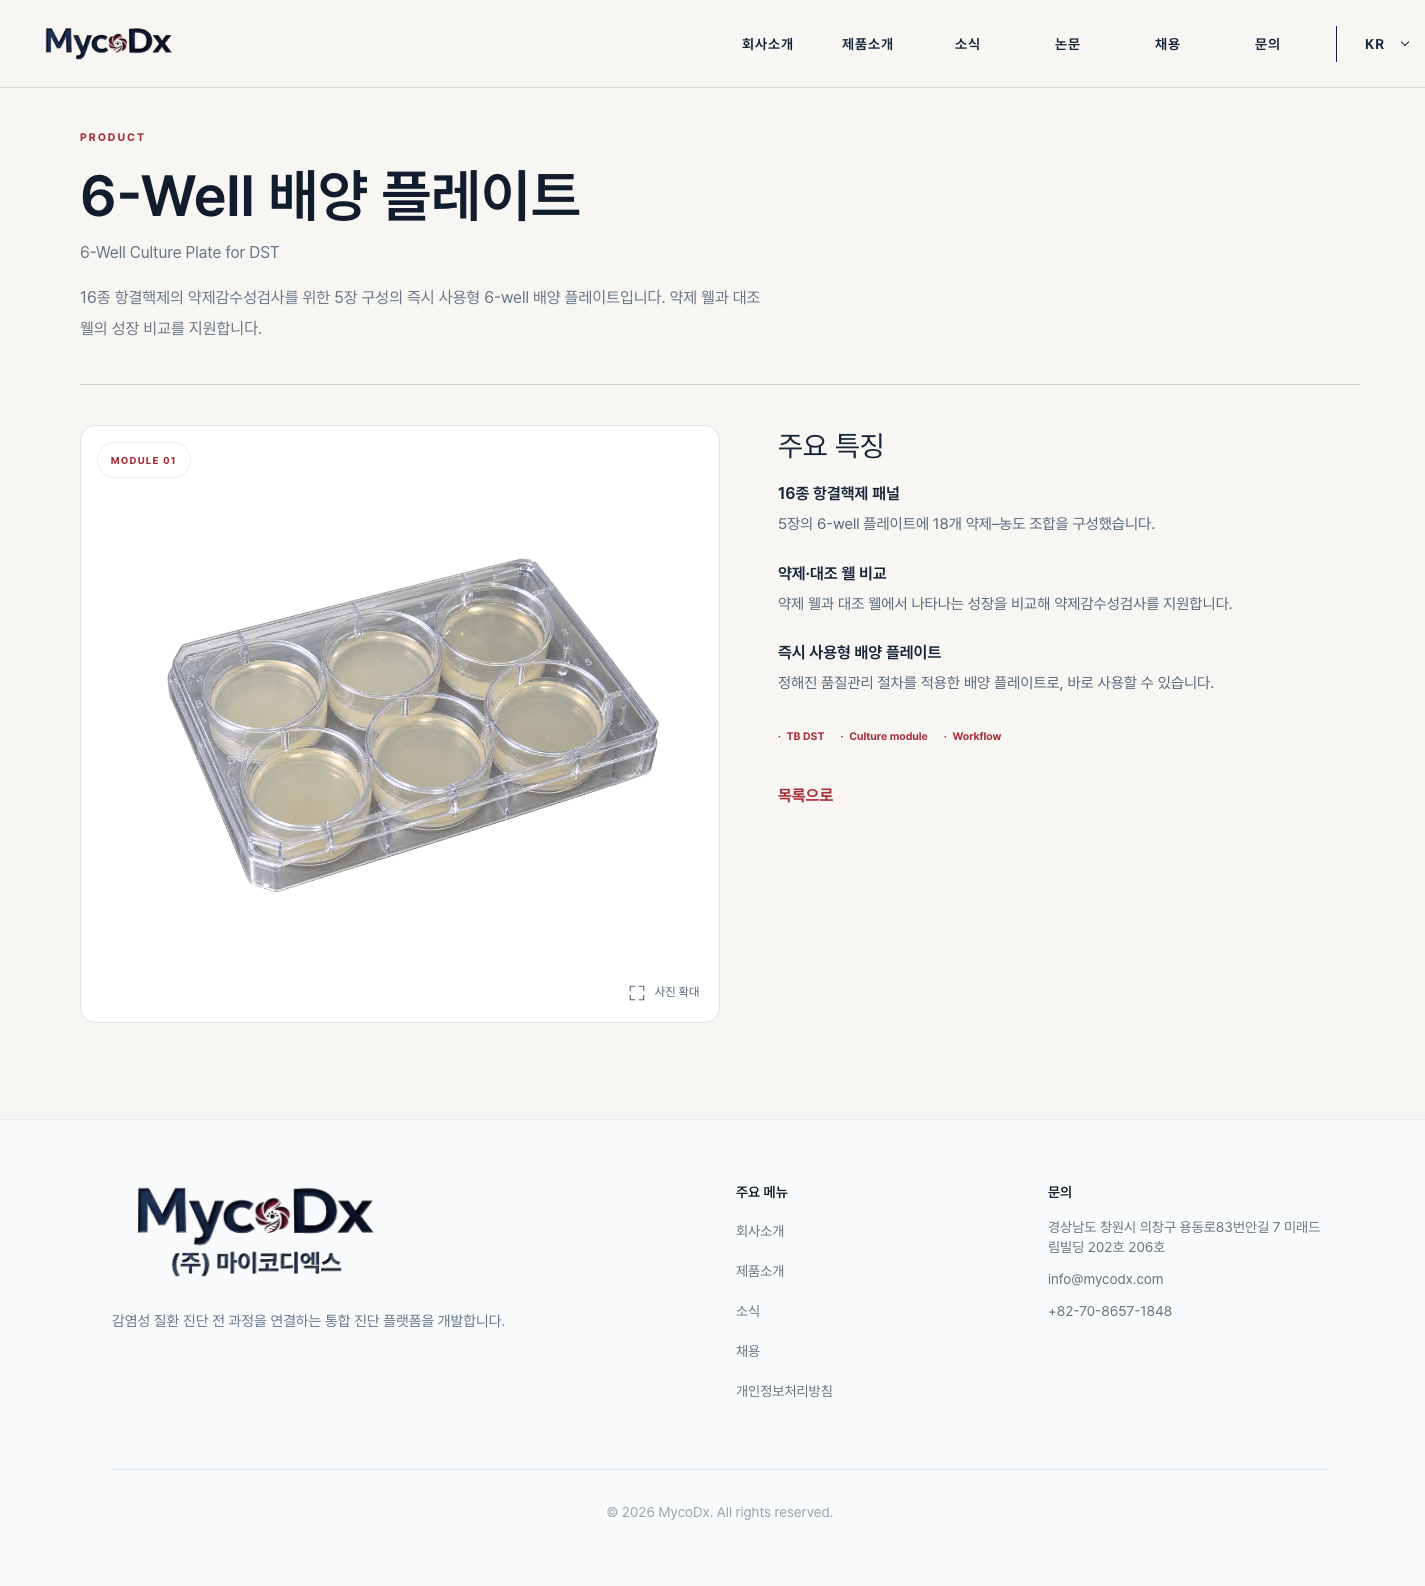 MycoDx
회사소개
제품소개
소식
논문
채용
문의
KR
PRODUCT
6-Well 배양 플레이트
6-Well Culture Plate for DST
16종 항결핵제의 약제감수성검사를 위한 5장 구성의 즉시 사용형 6-well 배양 플레이트입니다. 약제 웰과 대조
웰의 성장 비교를 지원합니다.
MODULE 01
사진 확대
주요 특징
16종 항결핵제 패널
5장의 6-well 플레이트에 18개 약제–농도 조합을 구성했습니다.
약제·대조 웰 비교
약제 웰과 대조 웰에서 나타나는 성장을 비교해 약제감수성검사를 지원합니다.
즉시 사용형 배양 플레이트
정해진 품질관리 절차를 적용한 배양 플레이트로, 바로 사용할 수 있습니다.
· TB DST · Culture module · Workflow
목록으로
MycoDx
(주) 마이코디엑스
감염성 질환 진단 전 과정을 연결하는 통합 진단 플랫폼을 개발합니다.
주요 메뉴
회사소개
제품소개
소식
채용
개인정보처리방침
문의
경상남도 창원시 의창구 용동로83번안길 7 미래드
림빌딩 202호 206호
info@mycodx.com
+82-70-8657-1848
© 2026 MycoDx. All rights reserved.